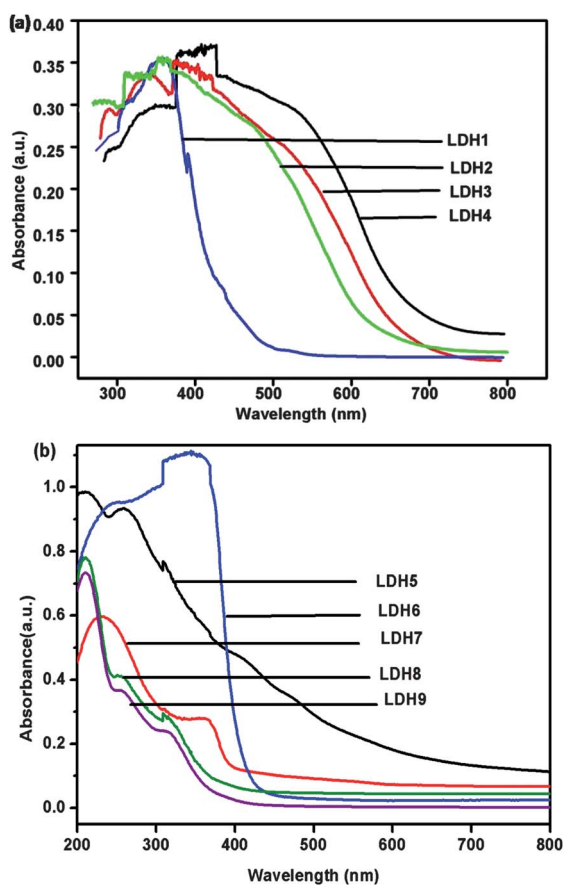 (a)
0.40
0.35
0.30
0.25
0.20
0.15
0.10
0.05
0.00
Absorbance (a.u.)
LDH1
LDH2
LDH3
LDH4
300 400 500 600 700 800
Wavelength (nm)
(b)
1.0
0.8
0.6
0.4
0.2
0.0
Absorbance(a.u.)
LDH5
LDH6
LDH7
LDH8
LDH9
200 300 400 500 600 700 800
Wavelength (nm)